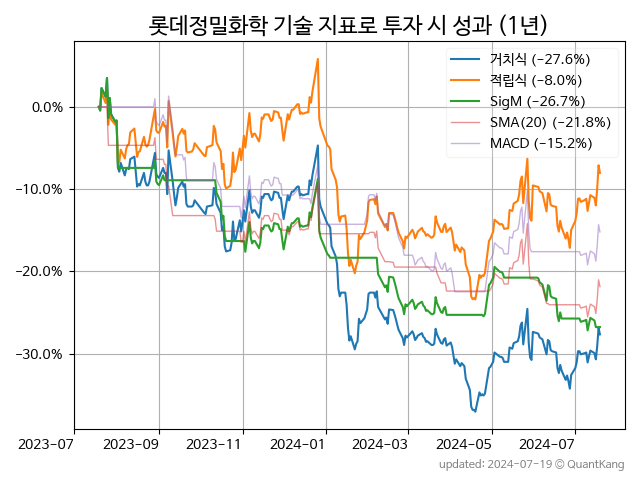 롯데정밀화학 기술 지표로 투자 시 성과 (1년)
거치식 (−27.6%)
적립식 (−8.0%)
SigM (−26.7%)
SMA(20) (−21.8%)
MACD (−15.2%)
0.0%
−10.0%
−20.0%
−30.0%
2023-07 2023-09 2023-11 2024-01 2024-03 2024-05 2024-07
updated: 2024-07-19 © QuantKang